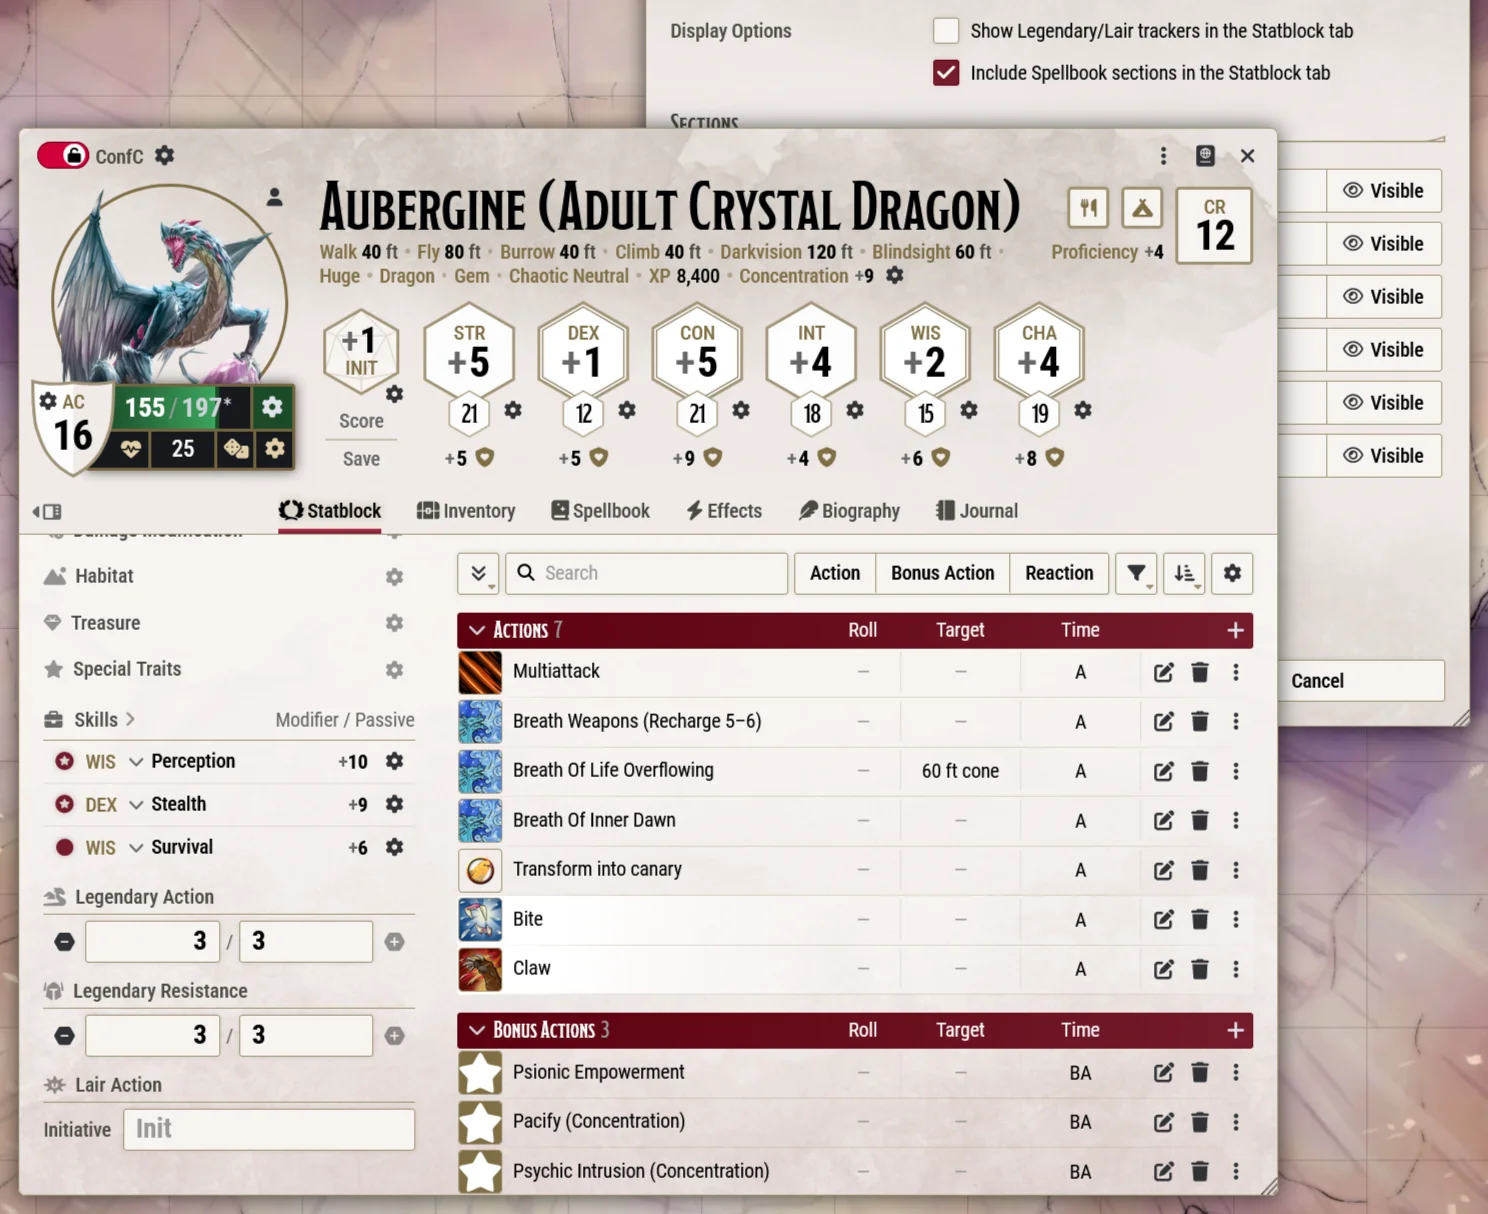 Display Options
Show Legendary/Lair trackers in the Statblock tab
Include Spellbook sections in the Statblock tab
Sections
ConfC
Aubergine (Adult Crystal Dragon)
CR
12
Walk 40 ft • Fly 80 ft • Burrow 40 ft • Climb 40 ft • Darkvision 120 ft • Blindsight 60 ft •
Proficiency +4
Huge • Dragon • Gem • Chaotic Neutral • XP 8,400 • Concentration +9
Visible
Visible
Visible
Visible
Visible
Visible
Cancel
+1
INIT
STR
+5
DEX
+1
CON
+5
INT
+4
WIS
+2
CHA
+4
AC
16
155 / 197*
25
Score
21
12
21
18
15
19
Save
+5
+5
+9
+4
+6
+8
Statblock
Inventory
Spellbook
Effects
Biography
Journal
Damage Modification
Habitat
Treasure
Special Traits
Skills
Modifier / Passive
WIS Perception +10
DEX Stealth +9
WIS Survival +6
Legendary Action
3 / 3
Legendary Resistance
3 / 3
Lair Action
Initiative Init
Search
Action
Bonus Action
Reaction
Actions 7 Roll Target Time +
Multiattack — — A
Breath Weapons (Recharge 5–6) — — A
Breath Of Life Overflowing — 60 ft cone A
Breath Of Inner Dawn — — A
Transform into canary — — A
Bite — — A
Claw — — A
Bonus Actions 3 Roll Target Time +
Psionic Empowerment — — BA
Pacify (Concentration) — — BA
Psychic Intrusion (Concentration) — — BA